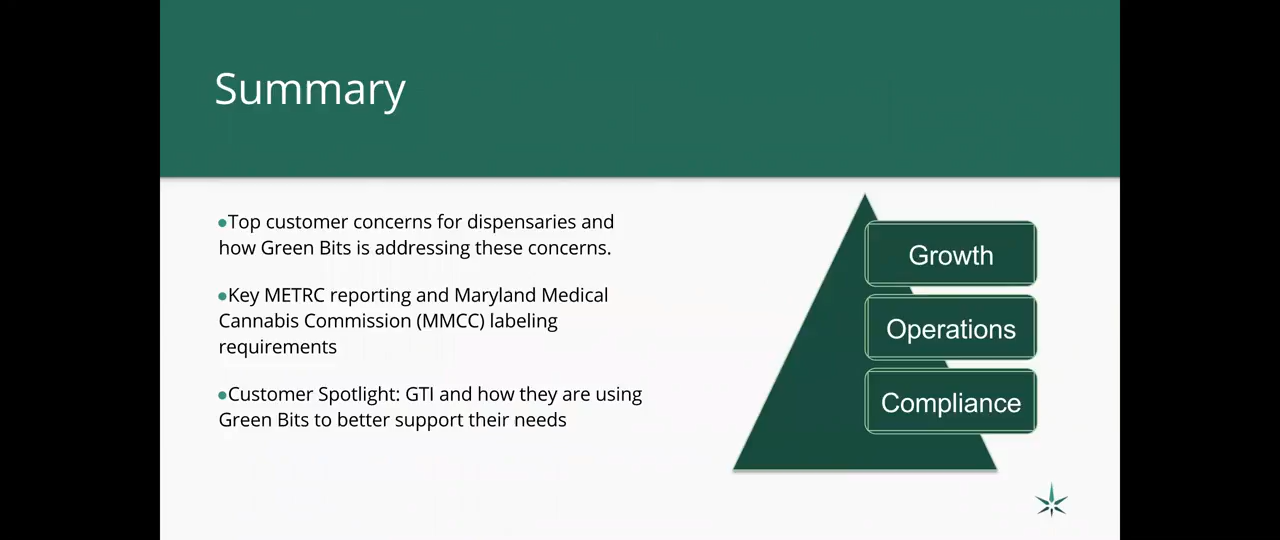 Summary
●Top customer concerns for dispensaries and
how Green Bits is addressing these concerns.
●Key METRC reporting and Maryland Medical
Cannabis Commission (MMCC) labeling
requirements
●Customer Spotlight: GTI and how they are using
Green Bits to better support their needs
Growth
Operations
Compliance